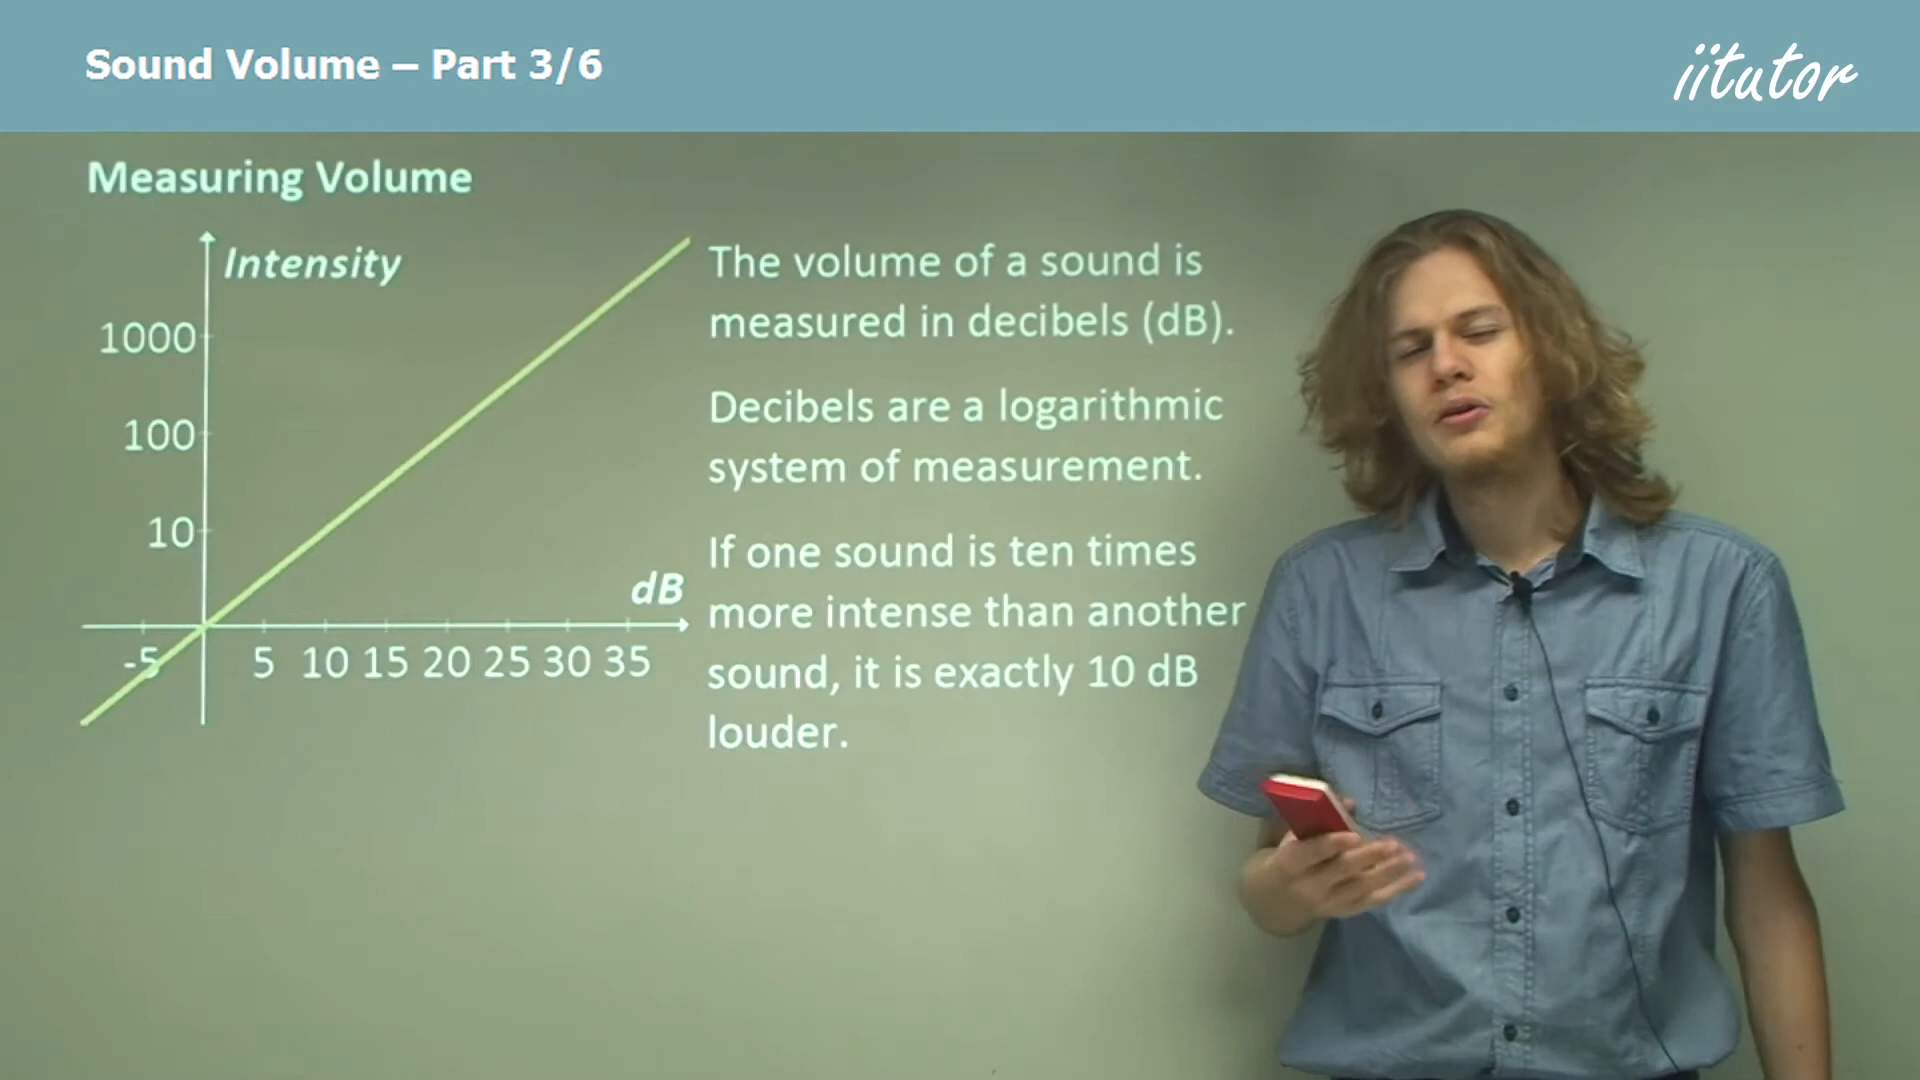 Sound Volume – Part 3/6
iitutor
Measuring Volume
Intensity
1000
100
10
dB
-5 5 10 15 20 25 30 35
The volume of a sound is
measured in decibels (dB).
Decibels are a logarithmic
system of measurement.
If one sound is ten times
more intense than another
sound, it is exactly 10 dB
louder.